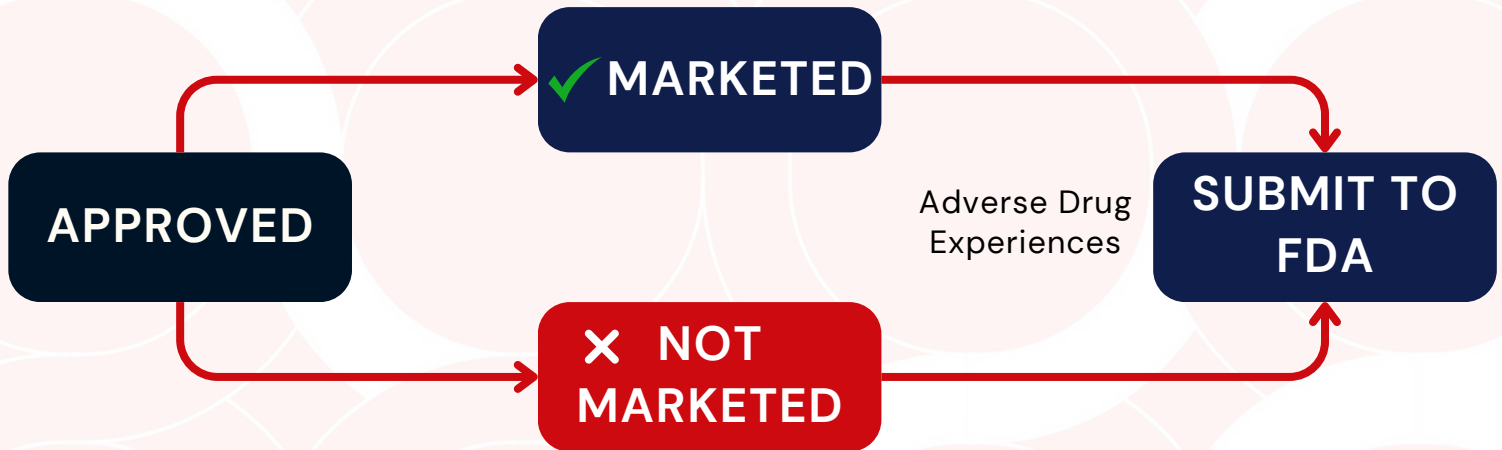 MARKETED
APPROVED
Adverse Drug
Experiences
SUBMIT TO
FDA
NOT
MARKETED